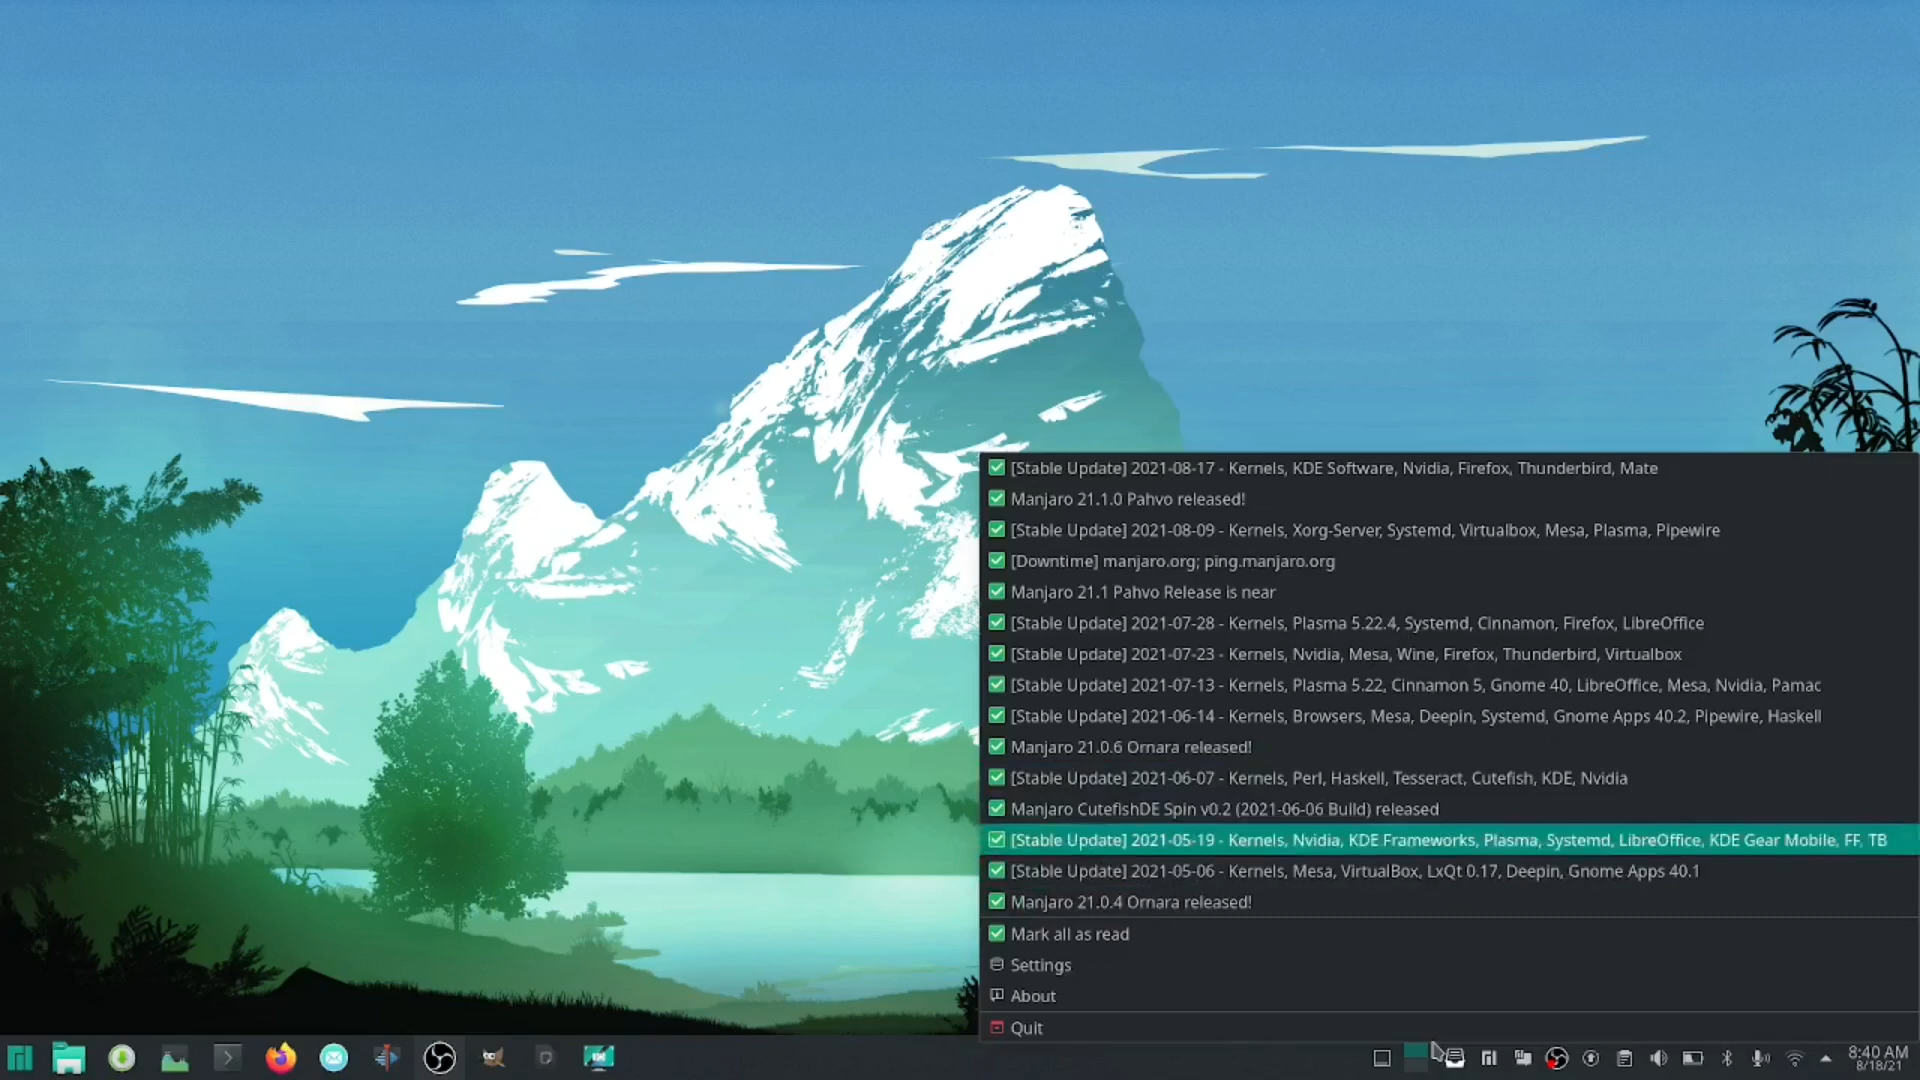 [Stable Update] 2021-08-17 - Kernels, KDE Software, Nvidia, Firefox, Thunderbird, Mate
Manjaro 21.1.0 Pahvo released!
[Stable Update] 2021-08-09 - Kernels, Xorg-Server, Systemd, Virtualbox, Mesa, Plasma, Pipewire
[Downtime] manjaro.org; ping.manjaro.org
Manjaro 21.1 Pahvo Release is near
[Stable Update] 2021-07-28 - Kernels, Plasma 5.22.4, Systemd, Cinnamon, Firefox, LibreOffice
[Stable Update] 2021-07-23 - Kernels, Nvidia, Mesa, Wine, Firefox, Thunderbird, Virtualbox
[Stable Update] 2021-07-13 - Kernels, Plasma 5.22, Cinnamon 5, Gnome 40, LibreOffice, Mesa, Nvidia, Pamac
[Stable Update] 2021-06-14 - Kernels, Browsers, Mesa, Deepin, Systemd, Gnome Apps 40.2, Pipewire, Haskell
Manjaro 21.0.6 Ornara released!
[Stable Update] 2021-06-07 - Kernels, Perl, Haskell, Tesseract, Cutefish, KDE, Nvidia
Manjaro CutefishDE Spin v0.2 (2021-06-06 Build) released
[Stable Update] 2021-05-19 - Kernels, Nvidia, KDE Frameworks, Plasma, Systemd, LibreOffice, KDE Gear Mobile, FF, TB
[Stable Update] 2021-05-06 - Kernels, Mesa, VirtualBox, LxQt 0.17, Deepin, Gnome Apps 40.1
Manjaro 21.0.4 Ornara released!
Mark all as read
Settings
About
Quit
8:40 AM
8/18/21